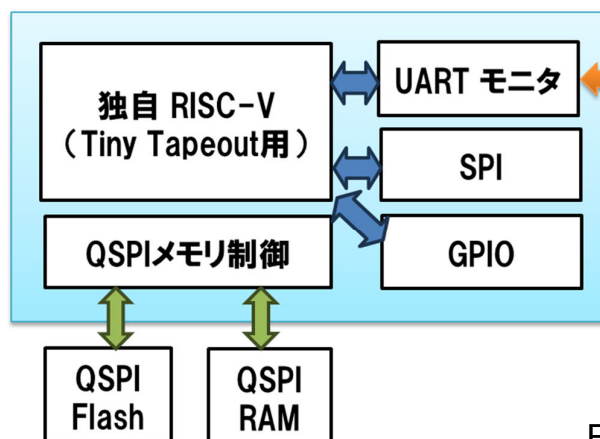 独自 RISC-V
（Tiny Tapeout用）
UART モニタ
SPI
QSPIメモリ制御
GPIO
QSPI
Flash
QSPI
RAM